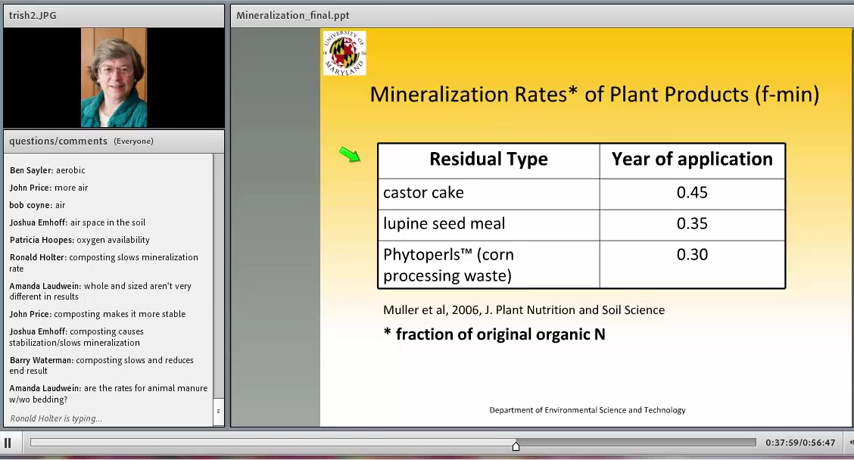 trish2.JPG
questions/comments (Everyone)
Ben Sayler: aerobic
John Price: more air
bob coyne: air
Joshua Emhoff: air space in the soil
Patricia Hoopes: oxygen availability
Ronald Holter: composting slows mineralization
rate
Amanda Laudwein: whole and sized aren't very
different in results
John Price: composting makes it more stable
Joshua Emhoff: composting causes
stabilization/slows mineralization
Barry Waterman: composting slows and reduces
end result
Amanda Laudwein: are the rates for animal manure
w/wo bedding?
Ronald Holter is typing...
Mineralization_final.ppt
UNIVERSITY OF
MARYLAND
Mineralization Rates* of Plant Products (f-min)
Residual Type Year of application
castor cake 0.45
lupine seed meal 0.35
Phytoperls™ (corn 0.30
processing waste)
Muller et al, 2006, J. Plant Nutrition and Soil Science
* fraction of original organic N
Department of Environmental Science and Technology
0:37:59/0:56:47